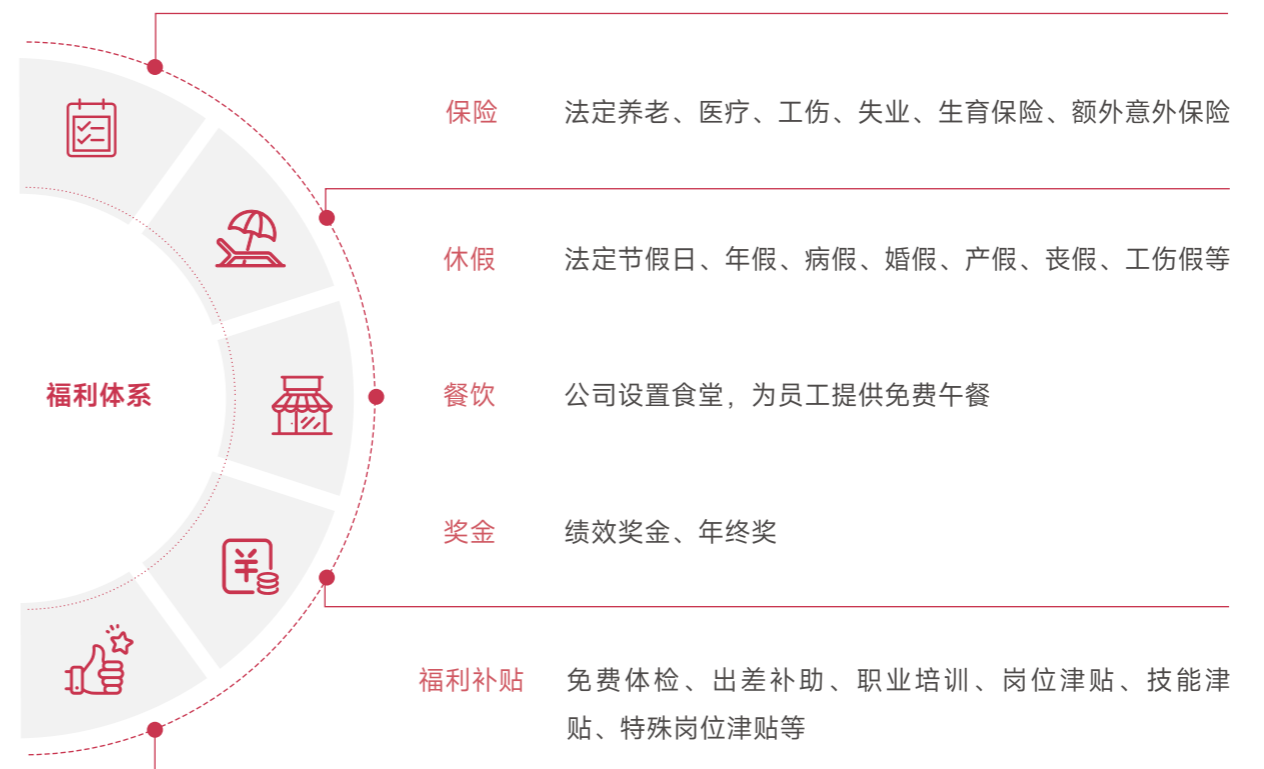 保险 法定养老、医疗、工伤、失业、生育保险、额外意外保险
休假 法定节假日、年假、病假、婚假、产假、丧假、工伤假等
福利体系
餐饮 公司设置食堂，为员工提供免费午餐
奖金 绩效奖金、年终奖
福利补贴 免费体检、出差补助、职业培训、岗位津贴、技能津
贴、特殊岗位津贴等